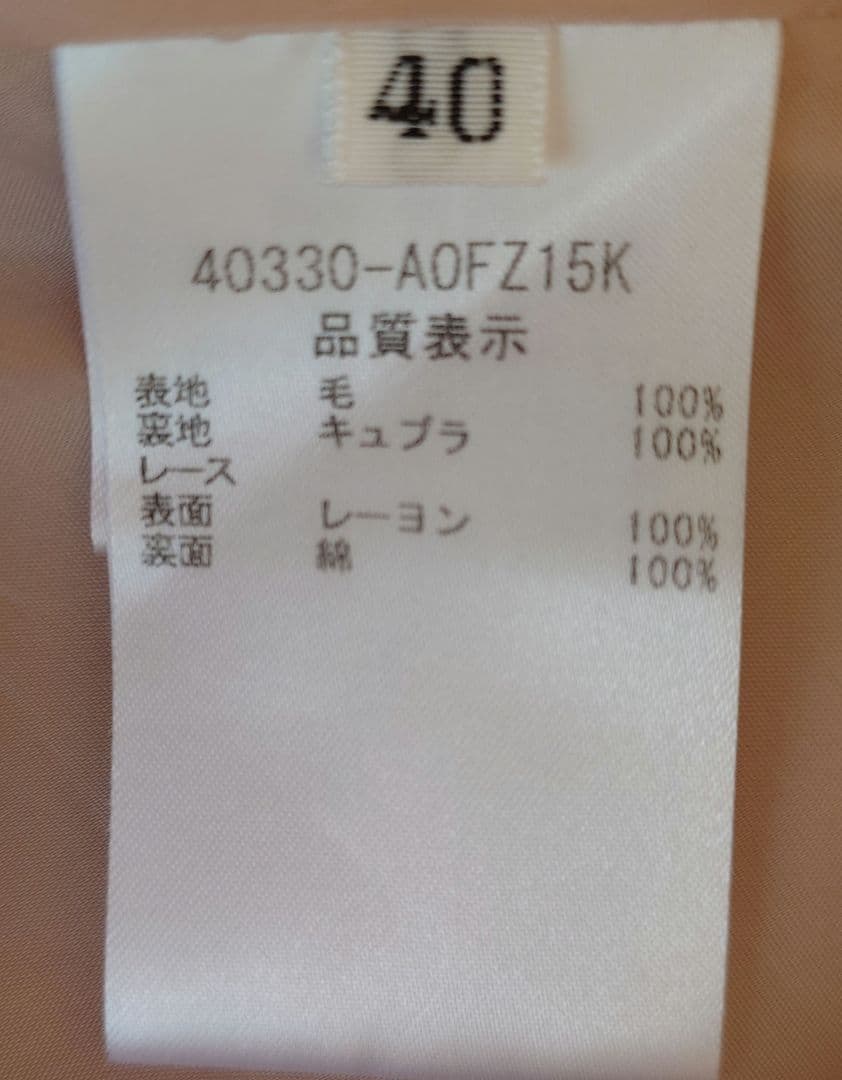 40
40330-A0FZ15K
品質表示
表地 毛 100%
裏地 キュプラ 100%
レース
表面 レーヨン 100%
裏面 綿 100%